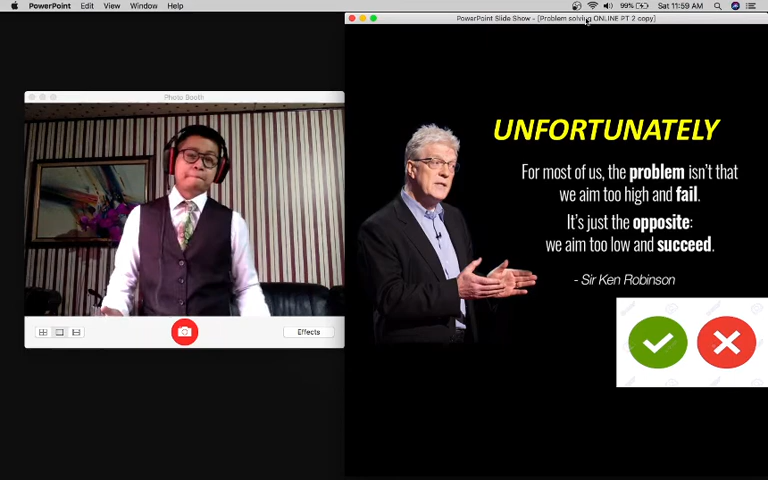 PowerPoint Edit View Window Help
99% Sat 11:59 AM
PowerPoint Slide Show - [Problem solving ONLINE PT 2 copy]
Photo Booth
UNFORTUNATELY
For most of us, the problem isn't that
we aim too high and fail.
It's just the opposite:
we aim too low and succeed.
- Sir Ken Robinson
Effects